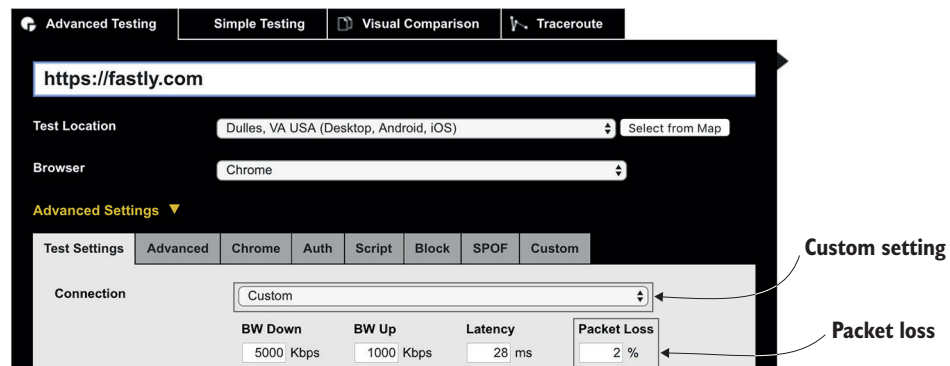 Advanced Testing Simple Testing Visual Comparison Traceroute
https://fastly.com
Test Location Dulles, VA USA (Desktop, Android, iOS) Select from Map
Browser Chrome
Advanced Settings ▼
Test Settings Advanced Chrome Auth Script Block SPOF Custom
Custom setting
Connection Custom
BW Down BW Up Latency Packet Loss
Packet loss
5000 Kbps 1000 Kbps 28 ms 2 %